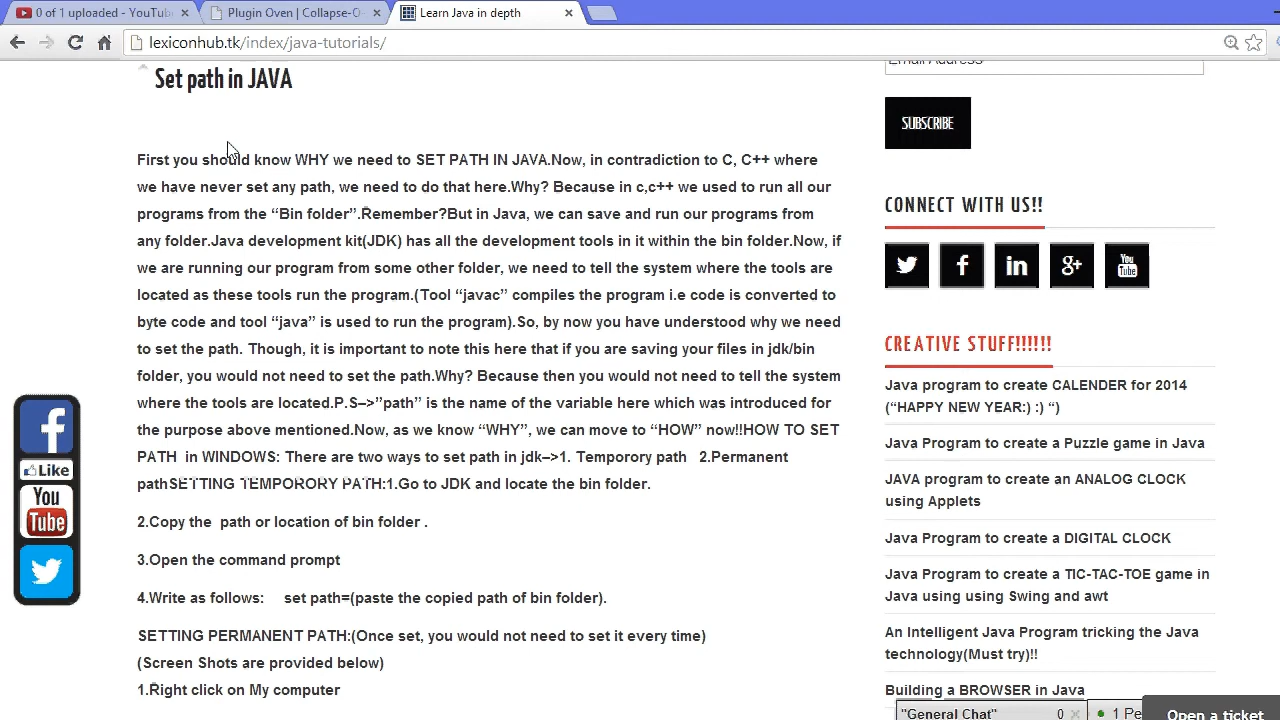 0 of 1 uploaded - YouTub
Plugin Oven | Collapse-O-
Learn Java in depth
lexiconhub.tk/index/java-tutorials/
Set path in JAVA
First you should know WHY we need to SET PATH IN JAVA.Now, in contradiction to C, C++ where
we have never set any path, we need to do that here.Why? Because in c,c++ we used to run all our
programs from the “Bin folder”.Remember?But in Java, we can save and run our programs from
any folder.Java development kit(JDK) has all the development tools in it within the bin folder.Now, if
we are running our program from some other folder, we need to tell the system where the tools are
located as these tools run the program.(Tool “javac” compiles the program i.e code is converted to
byte code and tool “java” is used to run the program).So, by now you have understood why we need
to set the path. Though, it is important to note this here that if you are saving your files in jdk/bin
folder, you would not need to set the path.Why? Because then you would not need to tell the system
where the tools are located.P.S–>”path” is the name of the variable here which was introduced for
the purpose above mentioned.Now, as we know “WHY”, we can move to “HOW” now!!HOW TO SET
PATH in WINDOWS: There are two ways to set path in jdk–>1. Temporory path 2.Permanent
pathSETTING TEMPORORY PATH:1.Go to JDK and locate the bin folder.
2.Copy the path or location of bin folder .
3.Open the command prompt
4.Write as follows: set path=(paste the copied path of bin folder).
SETTING PERMANENT PATH:(Once set, you would not need to set it every time)
(Screen Shots are provided below)
1.Right click on My computer
Email Address
SUBSCRIBE
CONNECT WITH US!!
You
Tube
CREATIVE STUFF!!!!!!
Java program to create CALENDER for 2014
(“HAPPY NEW YEAR:) :) “)
Java Program to create a Puzzle game in Java
JAVA program to create an ANALOG CLOCK
using Applets
Java Program to create a DIGITAL CLOCK
Java Program to create a TIC-TAC-TOE game in
Java using using Swing and awt
An Intelligent Java Program tricking the Java
technology(Must try)!!
Building a BROWSER in Java
Like
You
Tube
"General Chat" 0
1 Pe
Open a ticket